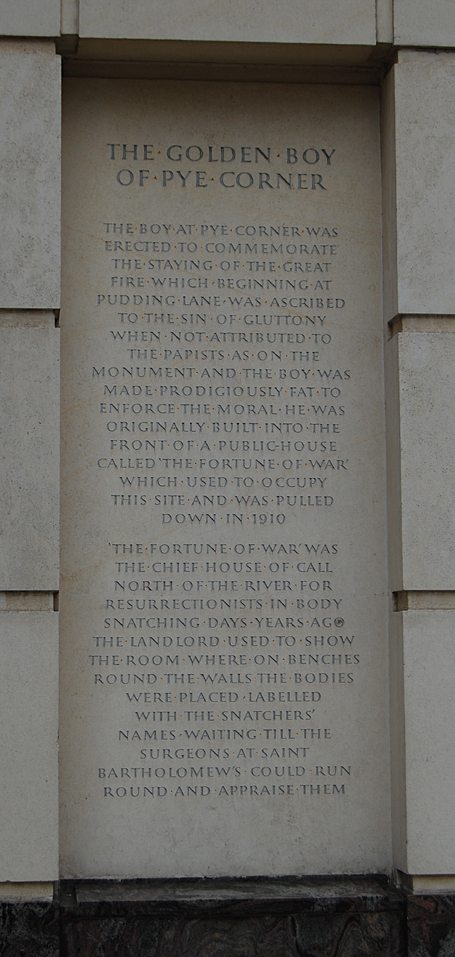 THE·GOLDEN·BOY
OF·PYE·CORNER
THE·BOY·AT·PYE·CORNER·WAS
ERECTED·TO·COMMEMORATE
THE·STAYING·OF·THE·GREAT
FIRE·WHICH·BEGINNING·AT
PUDDING·LANE·WAS·ASCRIBED
TO·THE·SIN·OF·GLUTTONY
WHEN·NOT·ATTRIBUTED·TO
THE·PAPISTS·AS·ON·THE
MONUMENT·AND·THE·BOY·WAS
MADE·PRODIGIOUSLY·FAT·TO
ENFORCE·THE·MORAL·HE·WAS
ORIGINALLY·BUILT·INTO·THE
FRONT·OF·A·PUBLIC-HOUSE
CALLED·'THE·FORTUNE·OF·WAR'
WHICH·USED·TO·OCCUPY
THIS·SITE·AND·WAS·PULLED
DOWN·IN·1910
'THE·FORTUNE·OF·WAR'·WAS
THE·CHIEF·HOUSE·OF·CALL
NORTH·OF·THE·RIVER·FOR
RESURRECTIONISTS·IN·BODY
SNATCHING·DAYS·YEARS·AGO
THE·LANDLORD·USED·TO·SHOW
THE·ROOM·WHERE·ON·BENCHES
ROUND·THE·WALLS·THE·BODIES
WERE·PLACED·LABELLED
WITH·THE·SNATCHERS'
NAMES·WAITING·TILL·THE
SURGEONS·AT·SAINT
BARTHOLOMEW'S·COULD·RUN
ROUND·AND·APPRAISE·THEM